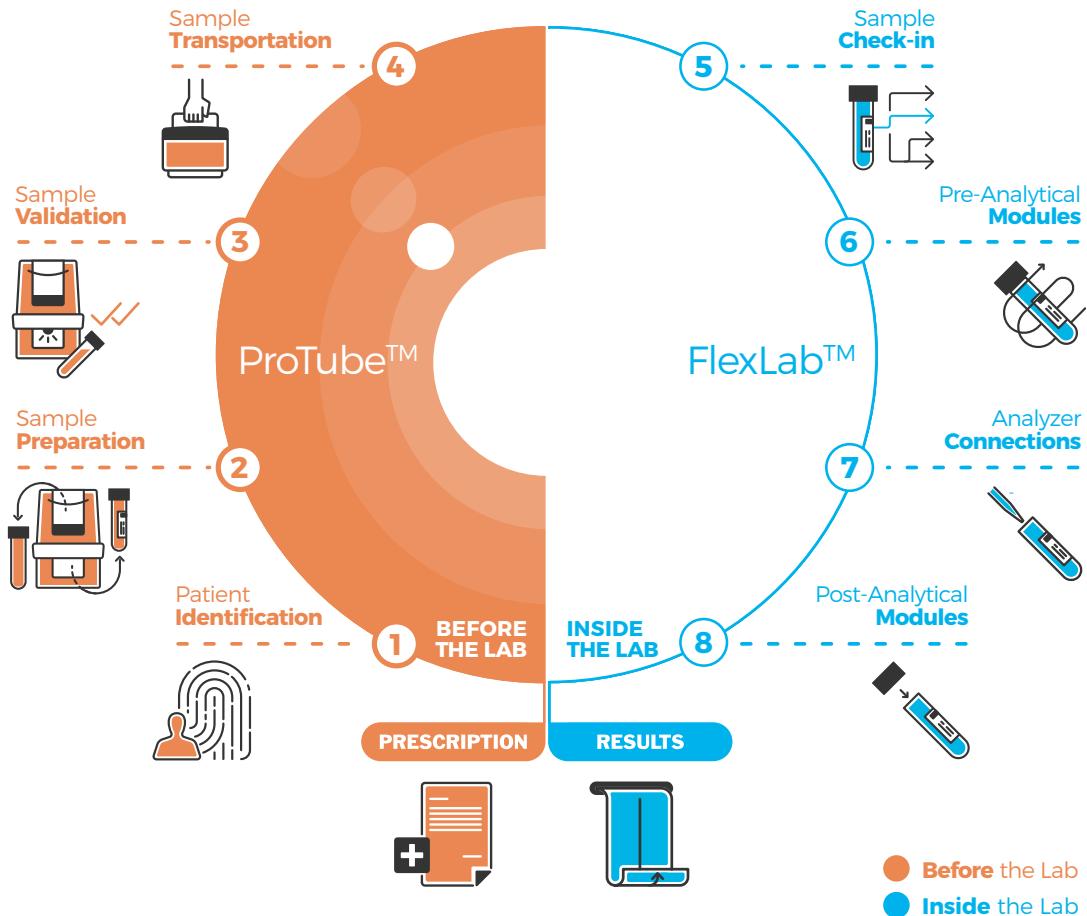 Sample
Transportation
4
Sample
Validation
3
Sample
Preparation
2
Patient
Identification
1
ProTube™
BEFORE
THE LAB
PRESCRIPTION
Sample
Check-in
5
Pre-Analytical
Modules
6
Analyzer
Connections
7
Post-Analytical
Modules
8
FlexLab™
INSIDE
THE LAB
RESULTS
Before the Lab
Inside the Lab